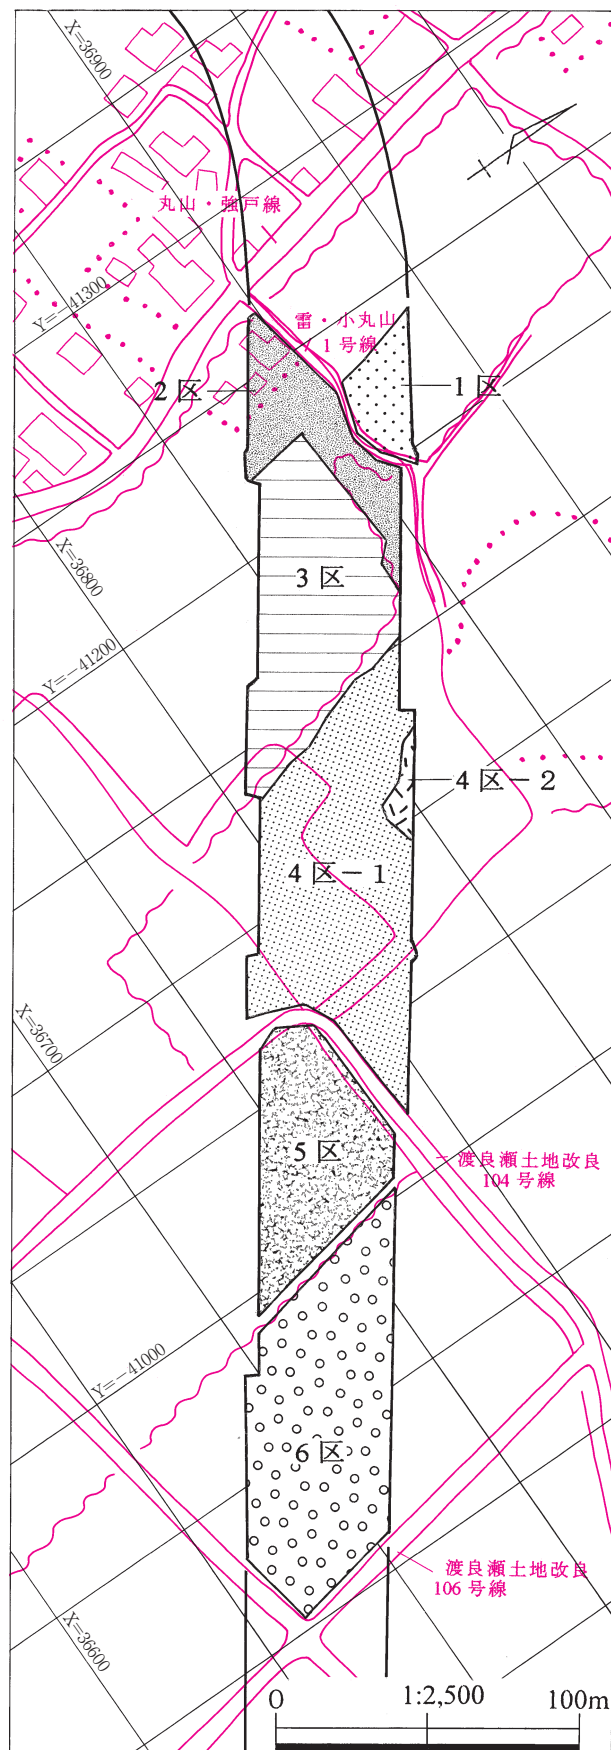 X=36900
丸山・強戸線
Y=-41300
雷・小丸山
1号線
2区
1区
X=36800
3区
Y=-41200
4区-2
4区-1
X=36700
渡良瀬土地改良
104号線
5区
Y=-41000
6区
渡良瀬土地改良
106号線
X=36600
0 1:2,500 100m